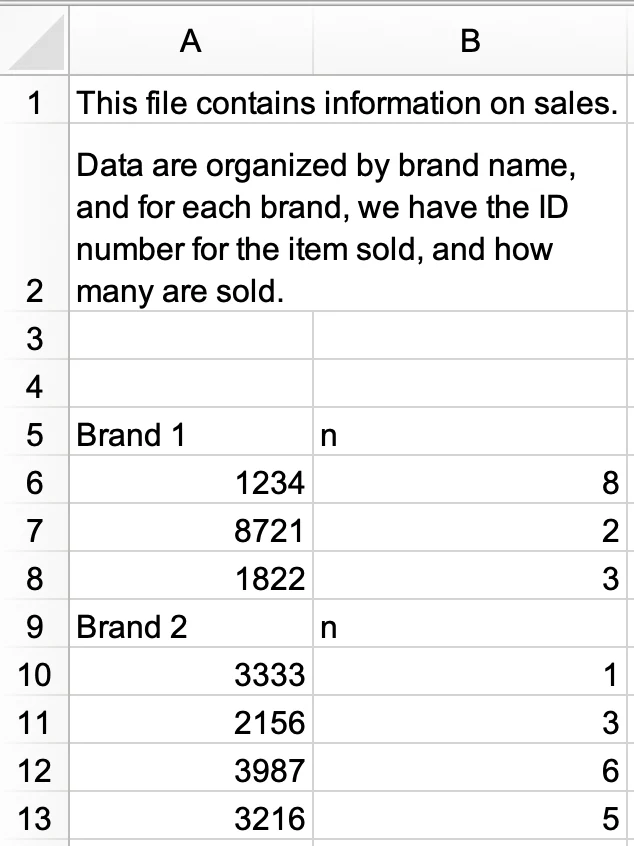 A B
1 This file contains information on sales.
Data are organized by brand name,
and for each brand, we have the ID
number for the item sold, and how
2 many are sold.
3
4
5 Brand 1 n
6 1234 8
7 8721 2
8 1822 3
9 Brand 2 n
10 3333 1
11 2156 3
12 3987 6
13 3216 5